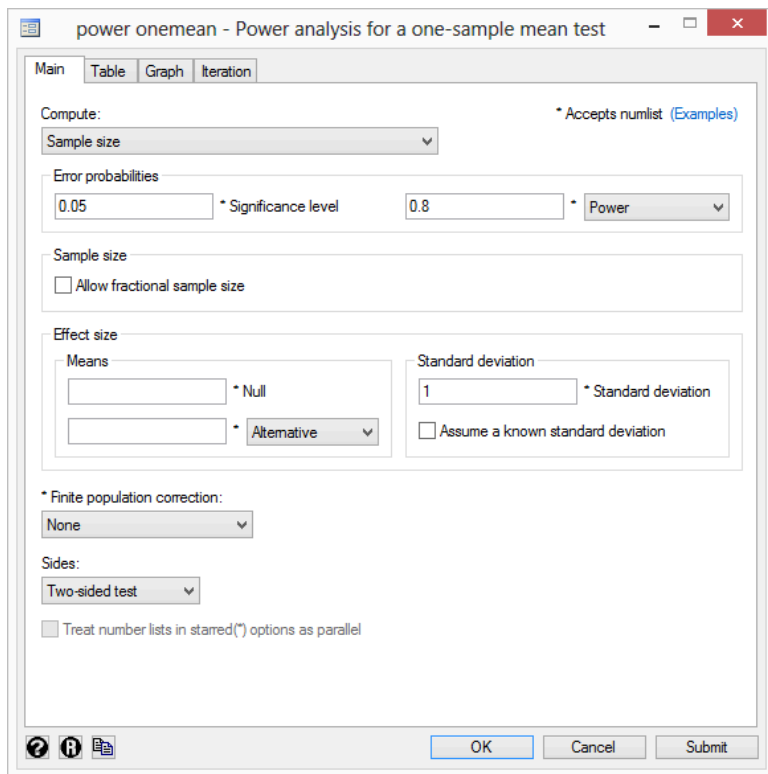 power onemean - Power analysis for a one-sample mean test
Main Table Graph Iteration
Compute: * Accepts numlist (Examples)
Sample size
Error probabilities
0.05 * Significance level 0.8 * Power
Sample size
Allow fractional sample size
Effect size
Means Standard deviation
* Null 1 * Standard deviation
* Alternative Assume a known standard deviation
* Finite population correction:
None
Sides:
Two-sided test
Treat number lists in starred(*) options as parallel
? R OK Cancel Submit